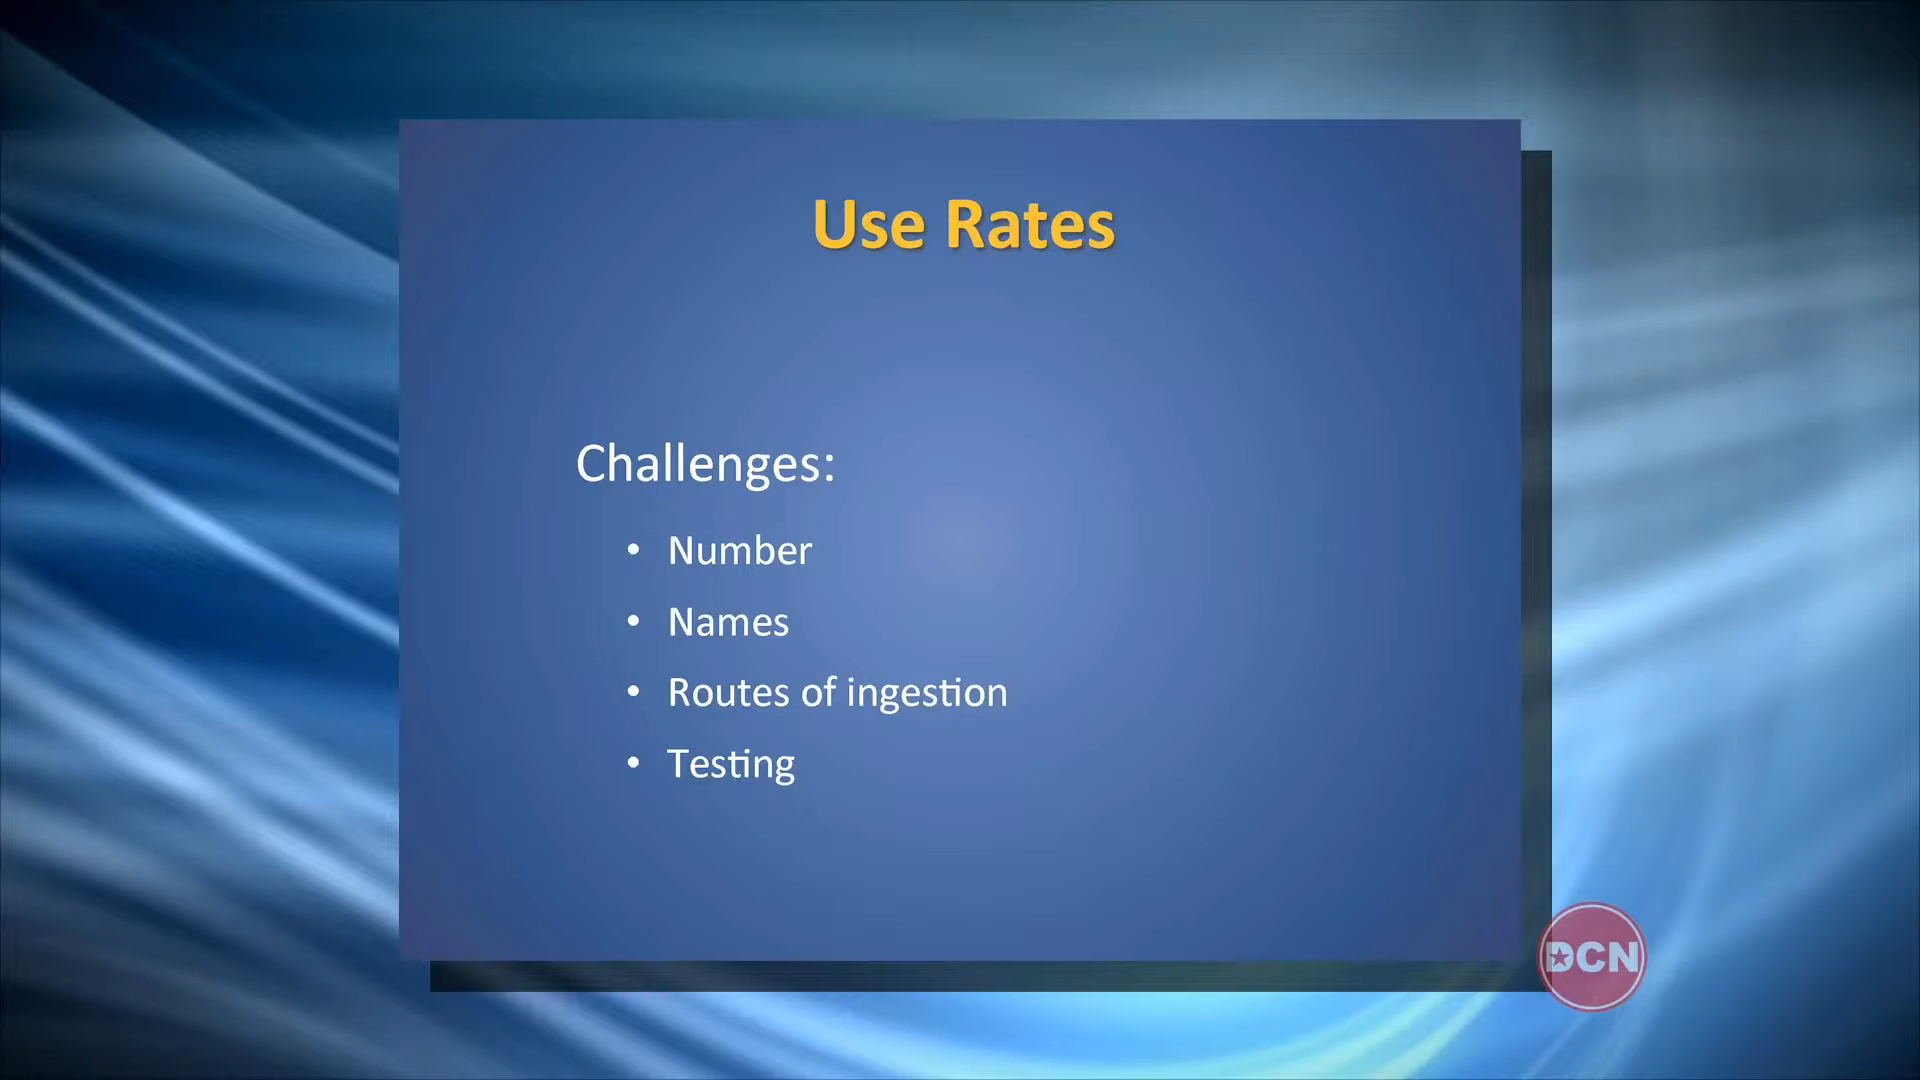 Use Rates
Challenges:
• Number
• Names
• Routes of ingestion
• Testing
DCN